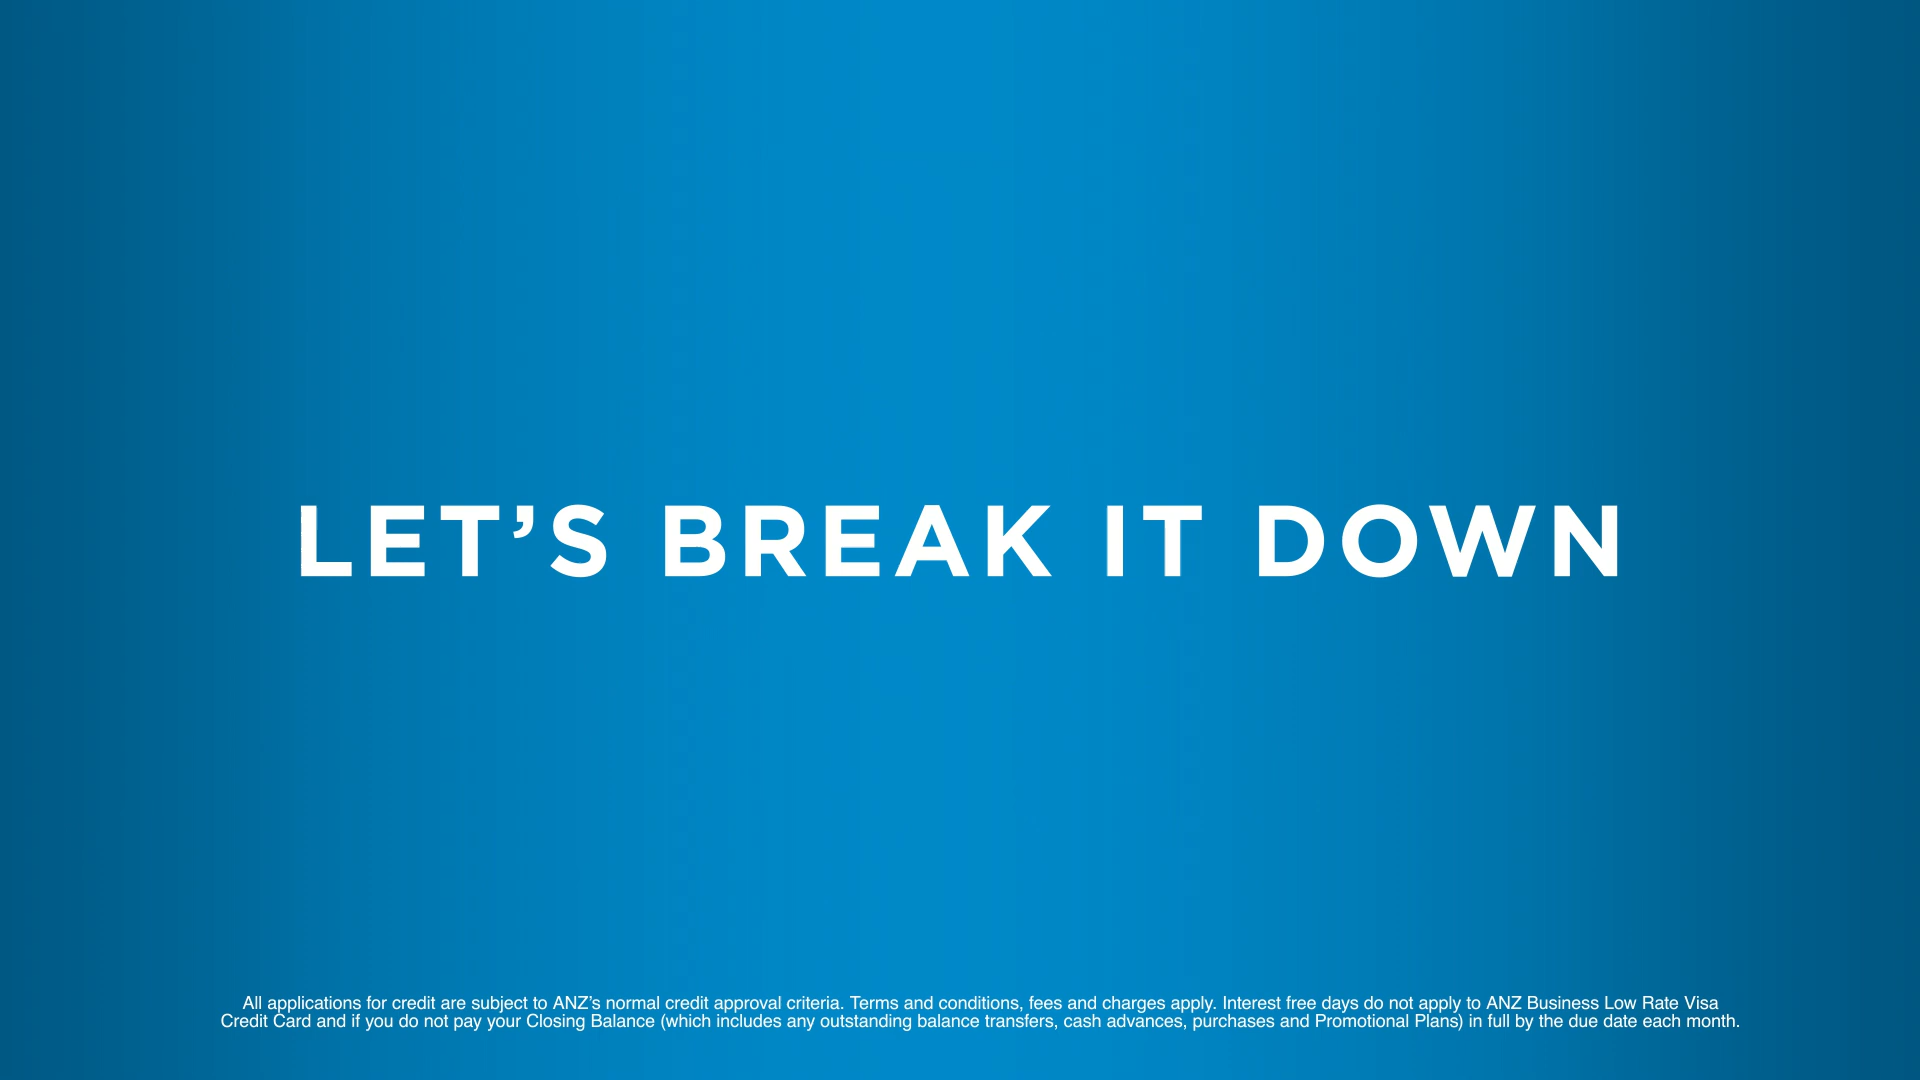 LET’S BREAK IT DOWN
All applications for credit are subject to ANZ’s normal credit approval criteria. Terms and conditions, fees and charges apply. Interest free days do not apply to ANZ Business Low Rate Visa
Credit Card and if you do not pay your Closing Balance (which includes any outstanding balance transfers, cash advances, purchases and Promotional Plans) in full by the due date each month.